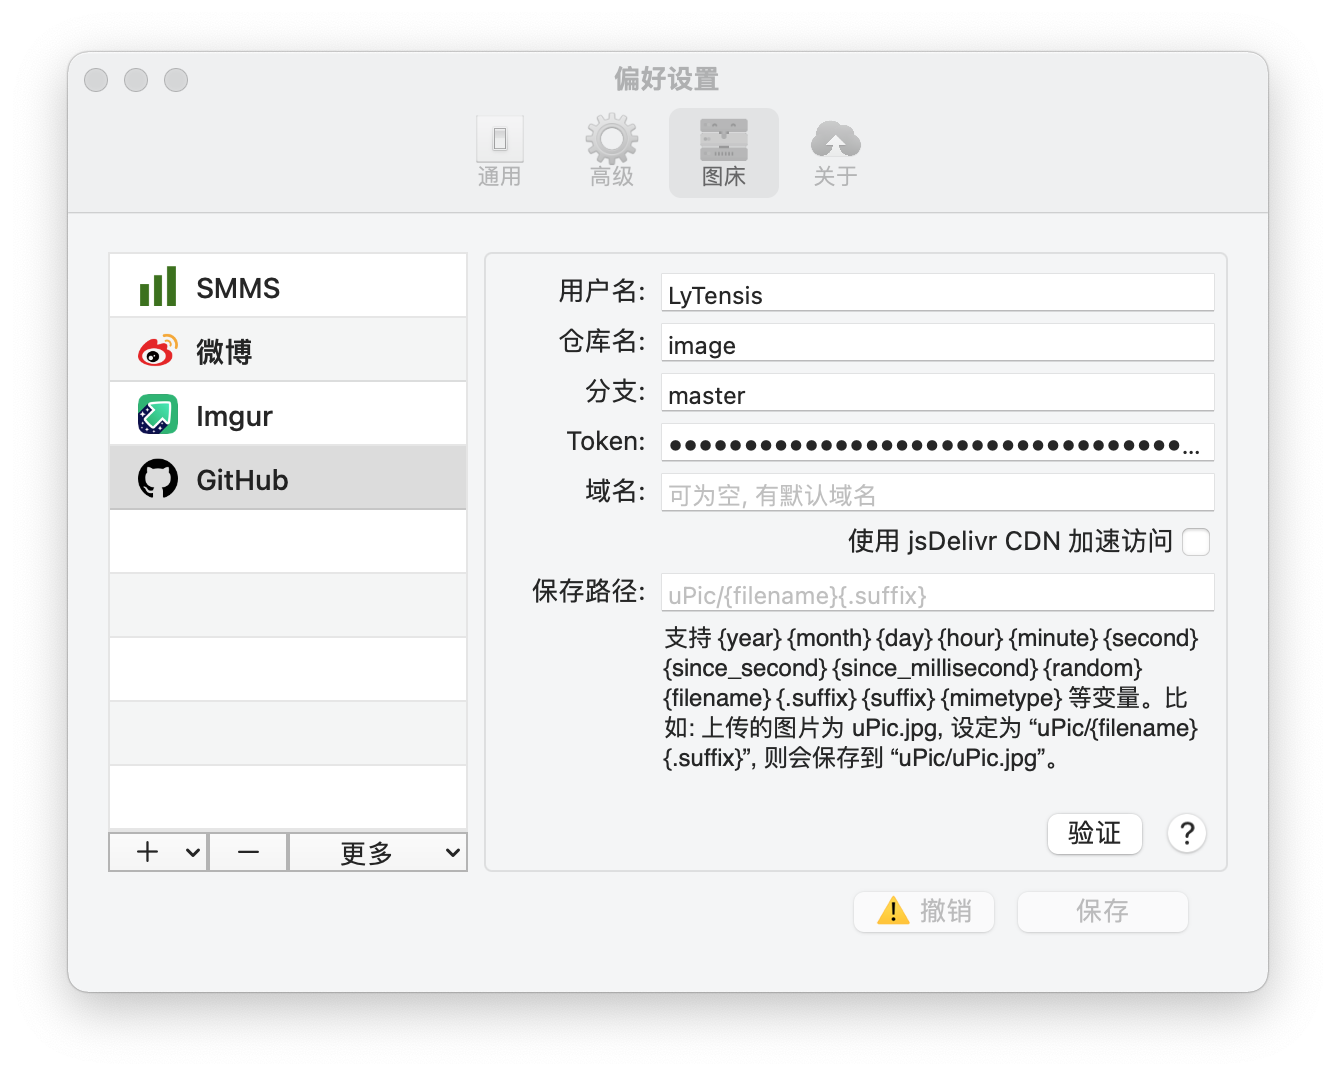 偏好设置
通用 高级 图床 关于
SMMS
微博
Imgur
GitHub
更多
用户名: LyTensis
仓库名: image
分支: master
Token: ●●●●●●●●●●●●●●●●●●●●●●●●●●●●●●●●●●...
域名: 可为空, 有默认域名
使用 jsDelivr CDN 加速访问
保存路径: uPic/{filename}{.suffix}
支持 {year} {month} {day} {hour} {minute} {second}
{since_second} {since_millisecond} {random}
{filename} {.suffix} {suffix} {mimetype} 等变量。比
如: 上传的图片为 uPic.jpg, 设定为 “uPic/{filename}
{.suffix}”, 则会保存到 “uPic/uPic.jpg”。
验证 ?
撤销 保存